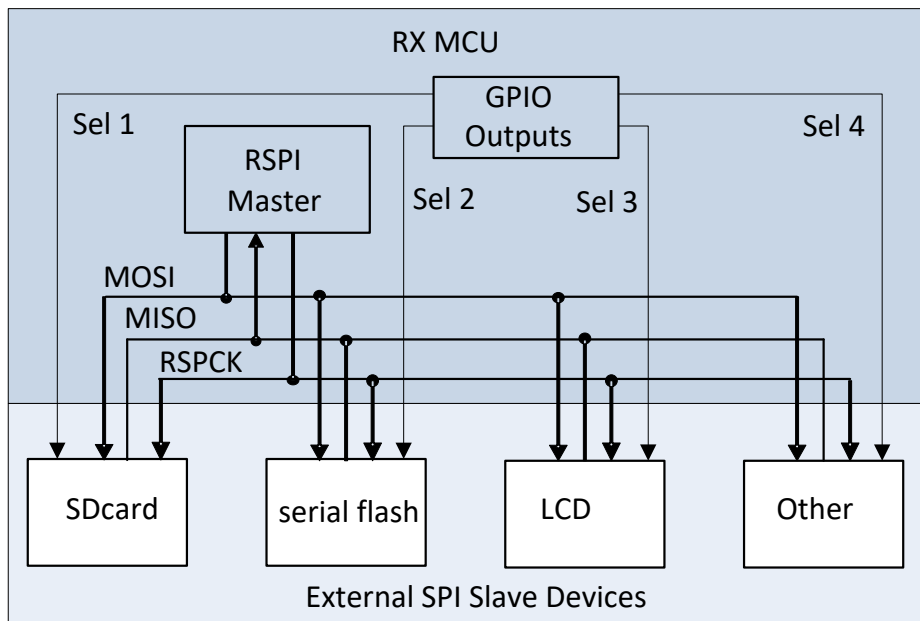 RX MCU
GPIO
Outputs
Sel 1
Sel 4
RSPI
Master
Sel 2
Sel 3
MOSI
MISO
RSPCK
SDcard
serial flash
LCD
Other
External SPI Slave Devices